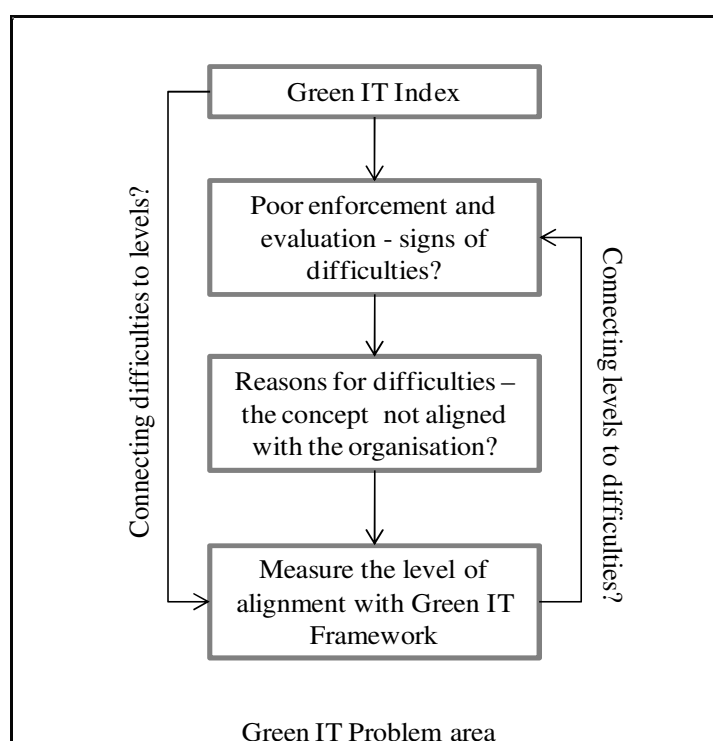 Green IT Index
Poor enforcement and
evaluation - signs of
difficulties?
Reasons for difficulties –
the concept not aligned
with the organisation?
Measure the level of
alignment with Green IT
Framework
Connecting difficulties to levels?
Connecting levels to difficulties?
Green IT Problem area